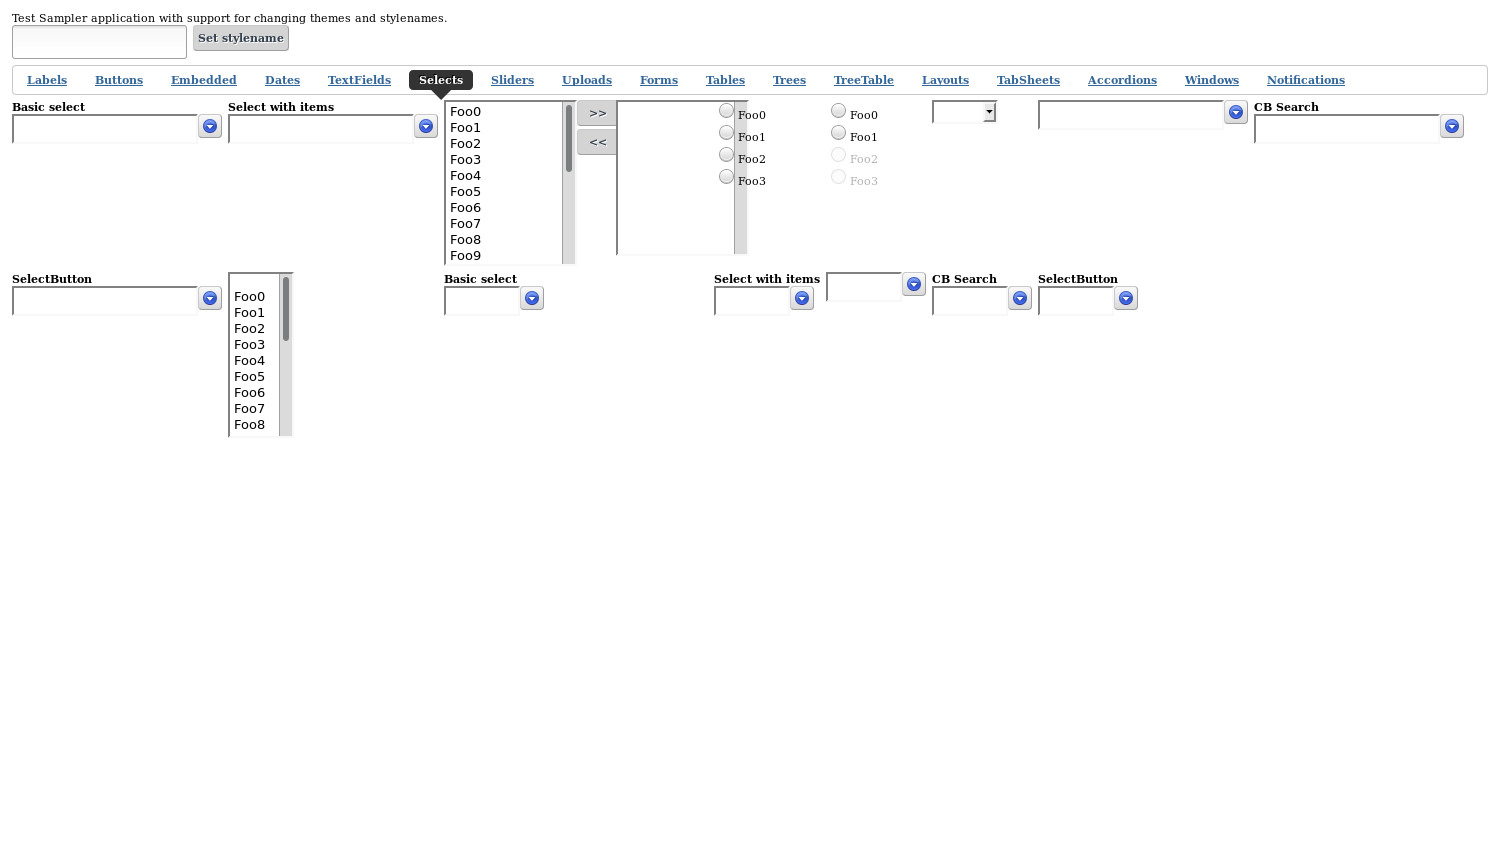 Test Sampler application with support for changing themes and stylenames.
Set stylename
Labels Buttons Embedded Dates TextFields Selects Sliders Uploads Forms Tables Trees TreeTable Layouts TabSheets Accordions Windows Notifications
Basic select
Select with items
Foo0
Foo1
Foo2
Foo3
Foo4
Foo5
Foo6
Foo7
Foo8
Foo9
>>
<<
Foo0
Foo1
Foo2
Foo3
Foo0
Foo1
Foo2
Foo3
CB Search
SelectButton
Foo0
Foo1
Foo2
Foo3
Foo4
Foo5
Foo6
Foo7
Foo8
Basic select
Select with items
CB Search
SelectButton